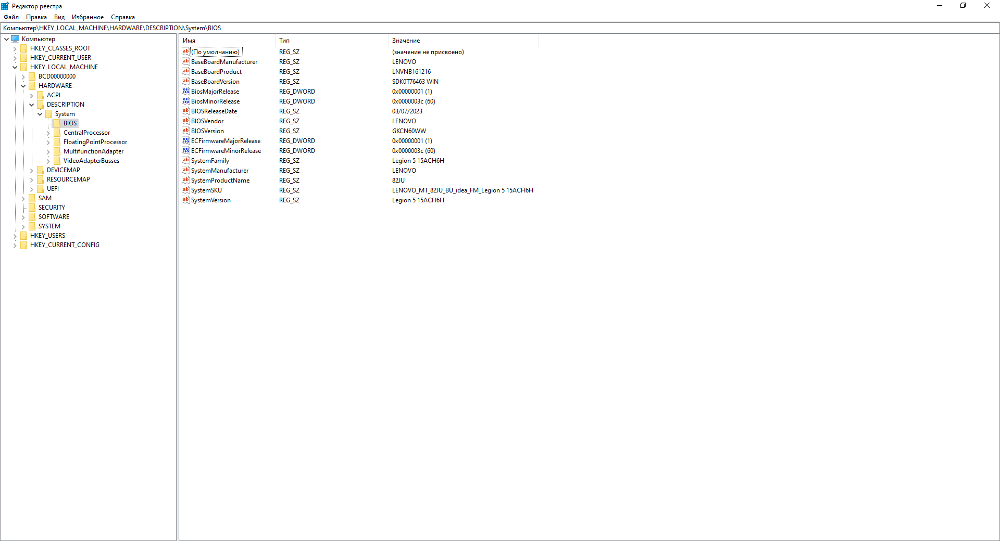 Редактор реестра
Файл Правка Вид Избранное Справка
Компьютер\HKEY_LOCAL_MACHINE\HARDWARE\DESCRIPTION\System\BIOS
Компьютер
HKEY_CLASSES_ROOT
HKEY_CURRENT_USER
HKEY_LOCAL_MACHINE
BCD00000000
HARDWARE
ACPI
DESCRIPTION
System
BIOS
CentralProcessor
FloatingPointProcessor
MultifunctionAdapter
VideoAdapterBusses
DEVICEMAP
RESOURCEMAP
UEFI
SAM
SECURITY
SOFTWARE
SYSTEM
HKEY_USERS
HKEY_CURRENT_CONFIG
Имя Тип Значение
(По умолчанию) REG_SZ (значение не присвоено)
BaseBoardManufacturer REG_SZ LENOVO
BaseBoardProduct REG_SZ LNVNB161216
BaseBoardVersion REG_SZ SDK0T76463 WIN
BiosMajorRelease REG_DWORD 0x00000001 (1)
BiosMinorRelease REG_DWORD 0x0000003c (60)
BIOSReleaseDate REG_SZ 03/07/2023
BIOSVendor REG_SZ LENOVO
BIOSVersion REG_SZ GKCN60WW
ECFirmwareMajorRelease REG_DWORD 0x00000001 (1)
ECFirmwareMinorRelease REG_DWORD 0x0000003c (60)
SystemFamily REG_SZ Legion 5 15ACH6H
SystemManufacturer REG_SZ LENOVO
SystemProductName REG_SZ 82JU
SystemSKU REG_SZ LENOVO_MT_82JU_BU_idea_FM_Legion 5 15ACH6H
SystemVersion REG_SZ Legion 5 15ACH6H